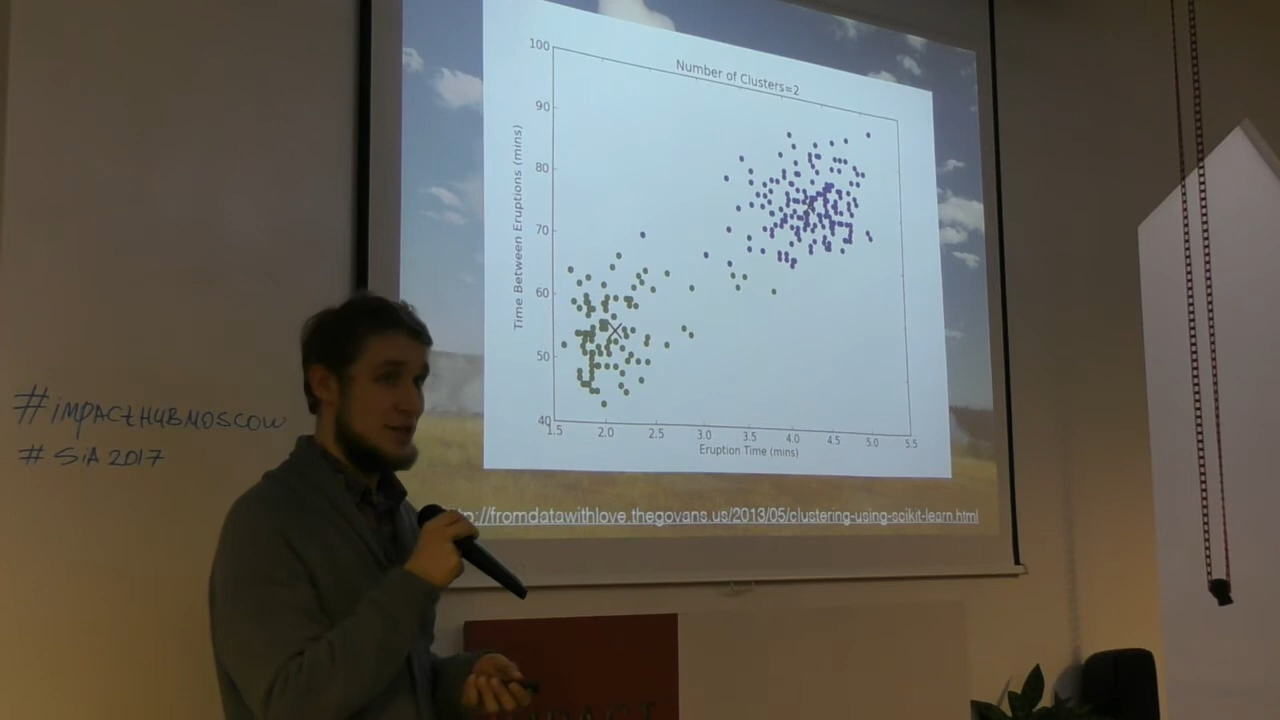 Number of Clusters=2
Time Between Eruptions (mins)
100
90
80
70
60
50
40
1.5 2.0 2.5 3.0 3.5 4.0 4.5 5.0 5.5
Eruption Time (mins)
tp://fromdatawithlove.thegovans.us/2013/05/clustering-using-scikit-learn.html
#IMPACTHUBMOSCOW
# SiA 2017